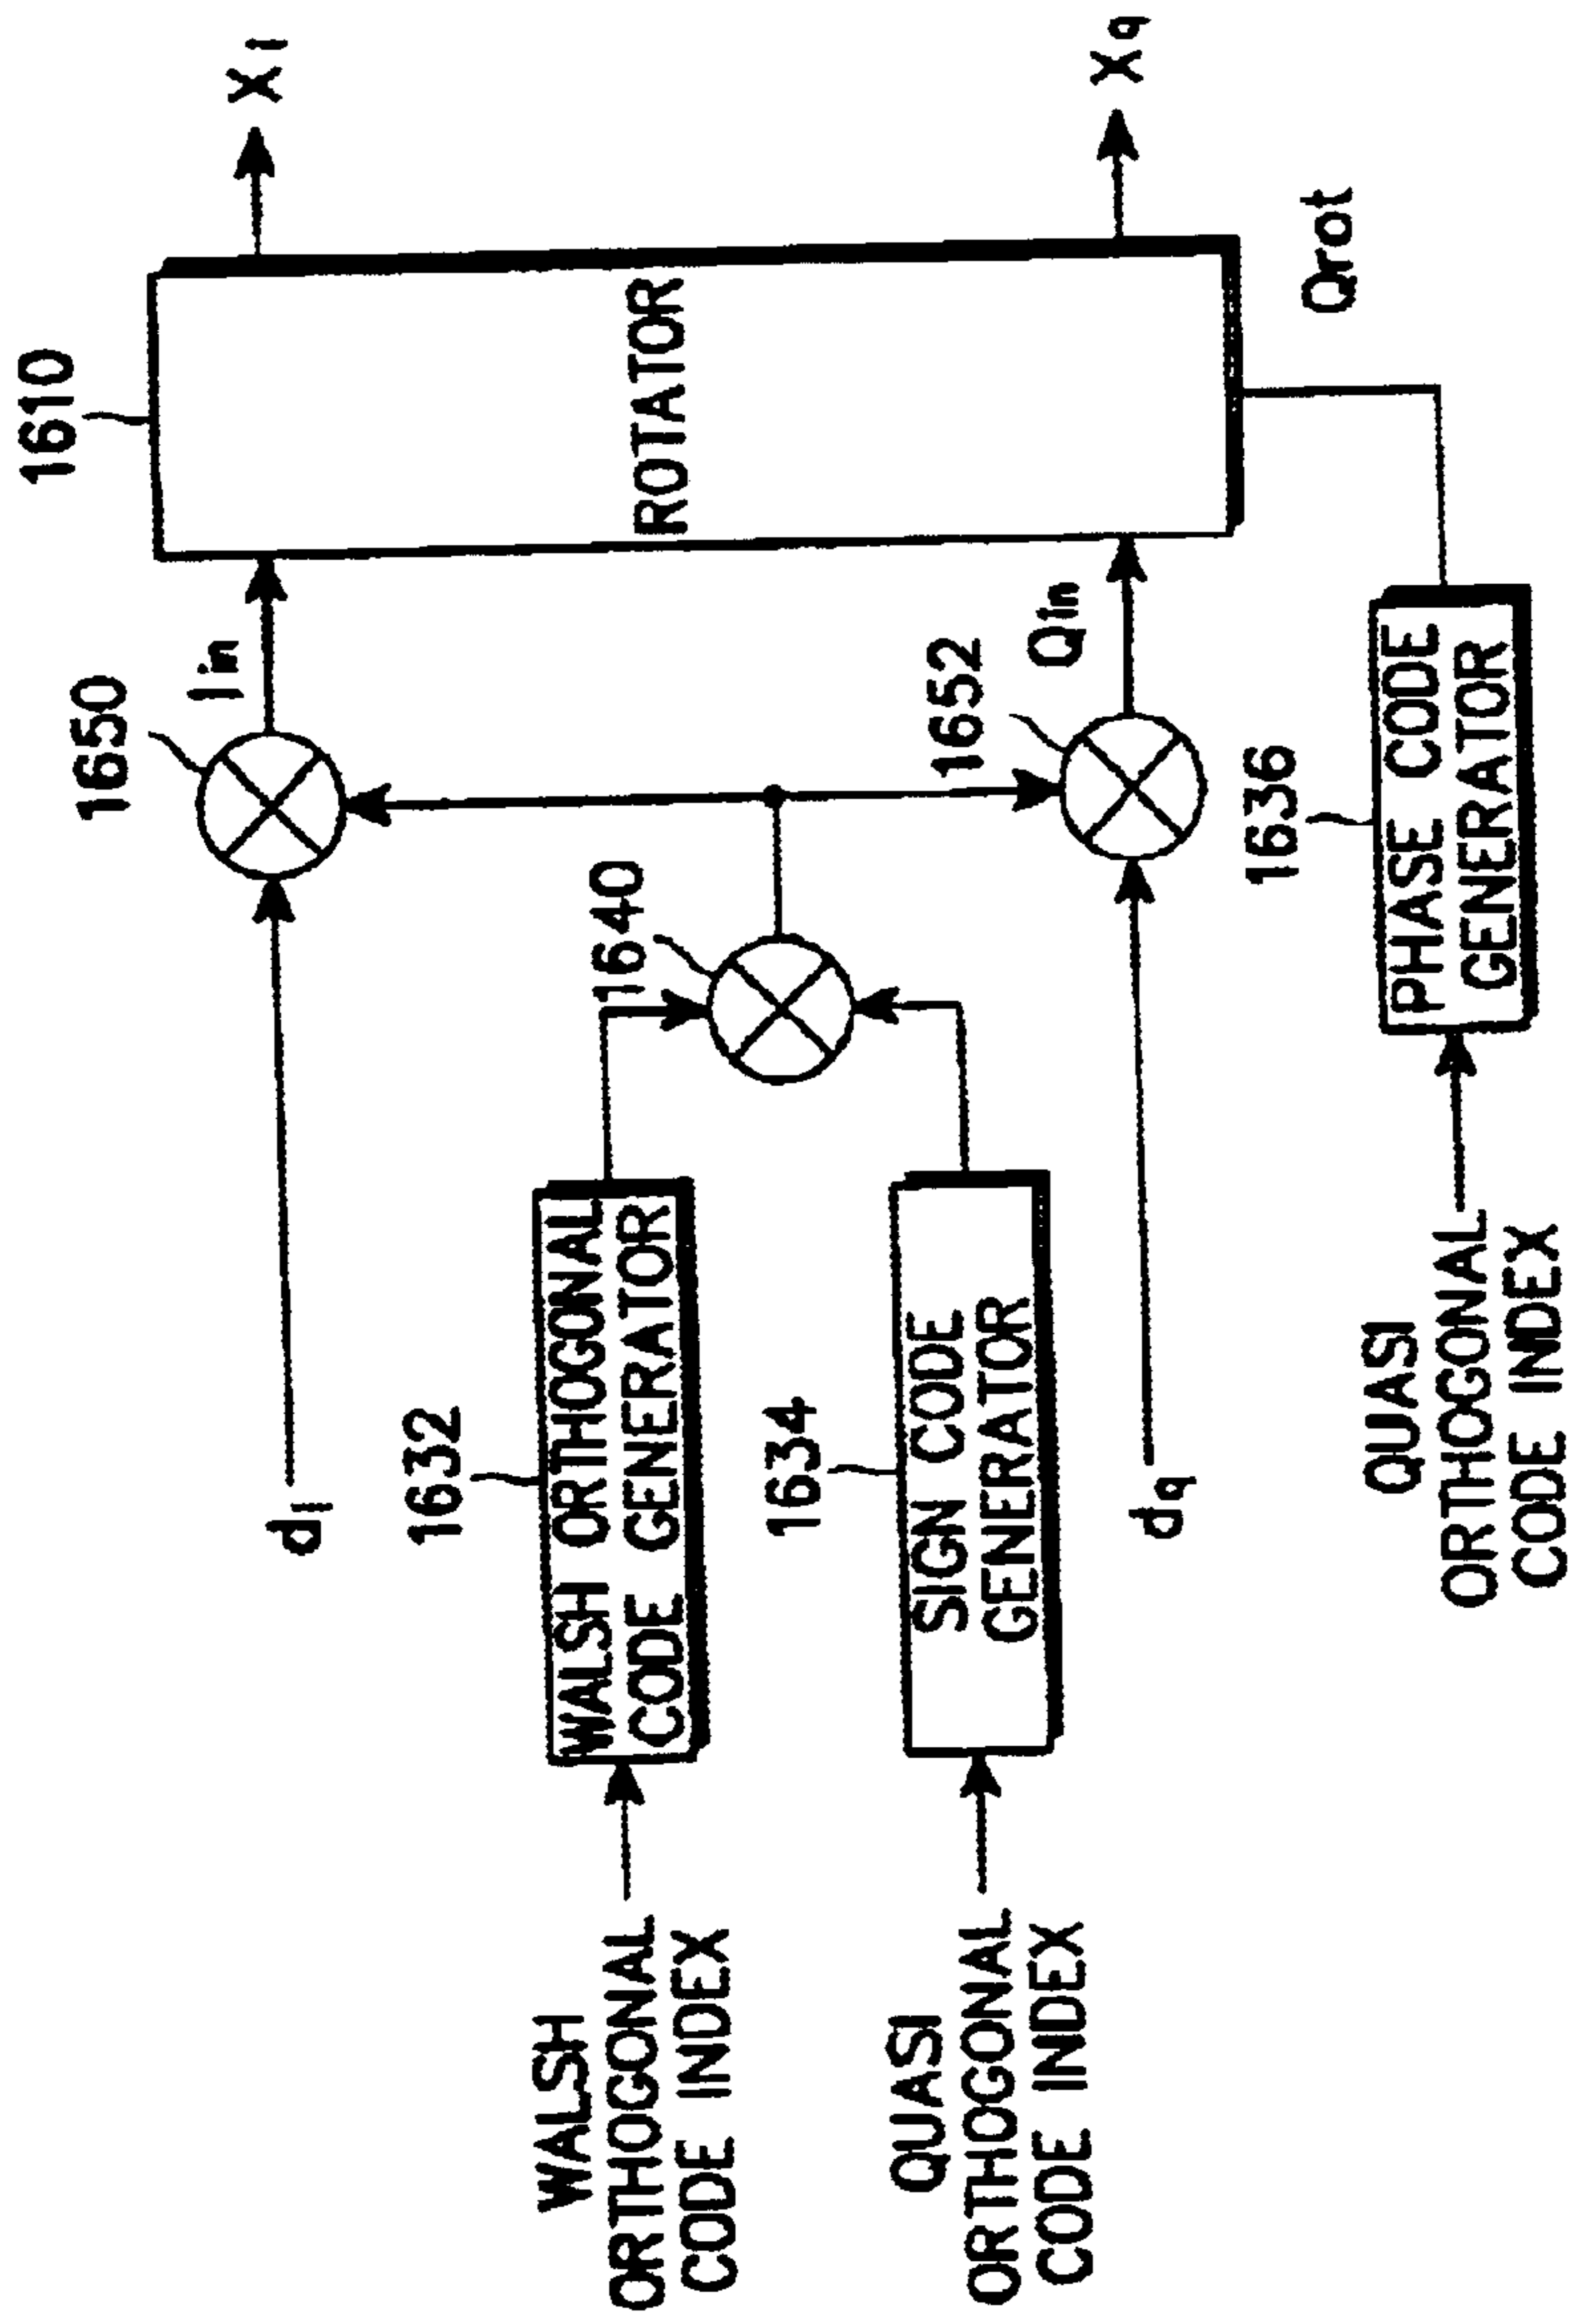 1610
X I
1650
Iin
di
ROTATOR
1632
WALSH
ORTHOGONAL
CODE INDEX
WALSH ORTHOGONAL
CODE GENERATOR
1640
1634
QUASI
ORTHOGONAL
CODE INDEX
SIGN CODE
GENERATOR
1652
Qin
dq
Xq
1636
Qrot
QUASI
ORTHOGONAL
CODE INDEX
PHASE CODE
GENERATOR